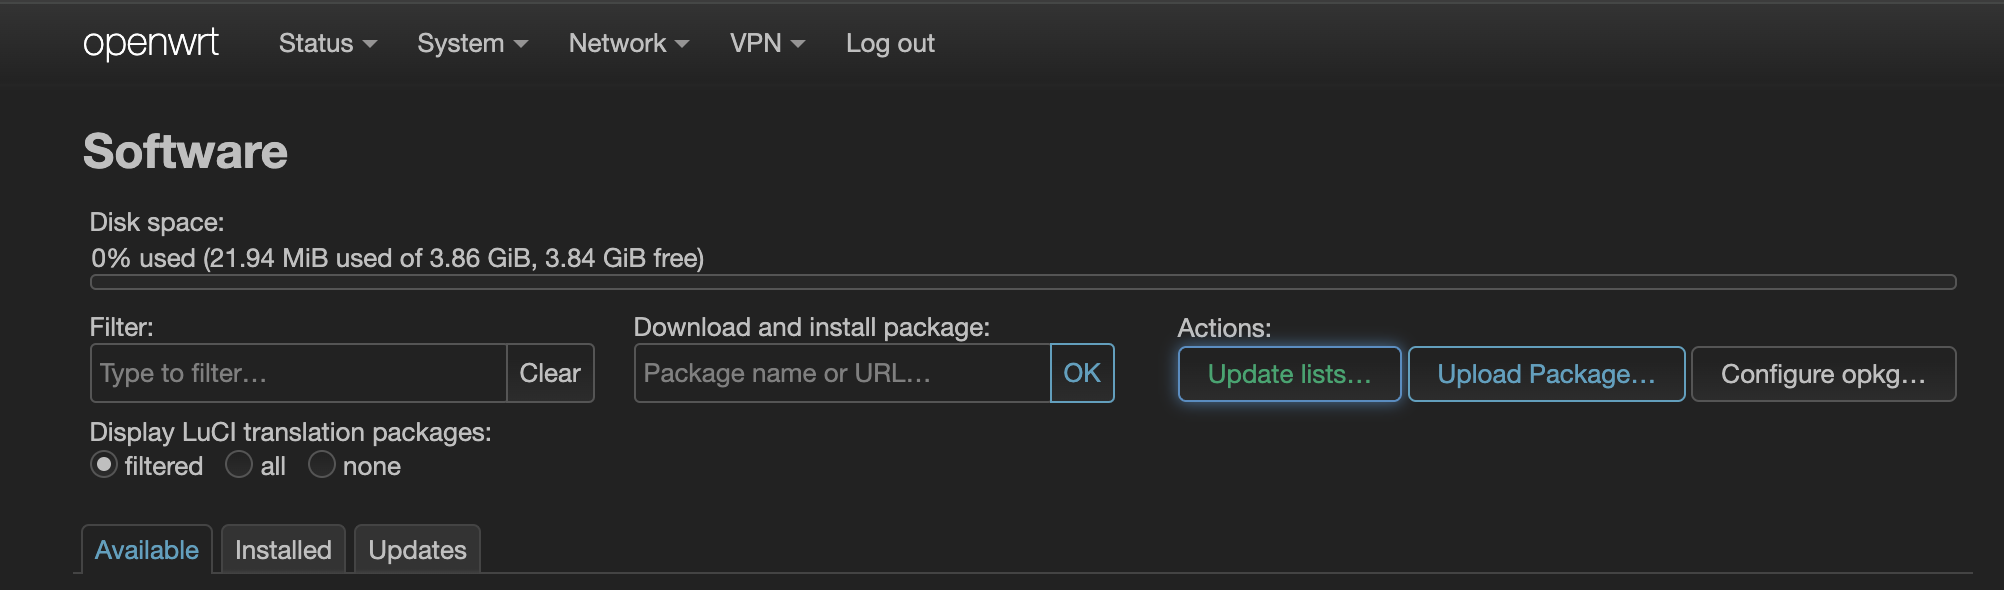 openwrt Status System Network VPN Log out
Software
Disk space:
0% used (21.94 MiB used of 3.86 GiB, 3.84 GiB free)
Filter: Download and install package: Actions:
Type to filter… Clear Package name or URL… OK Update lists… Upload Package… Configure opkg…
Display LuCI translation packages:
filtered all none
Available Installed Updates